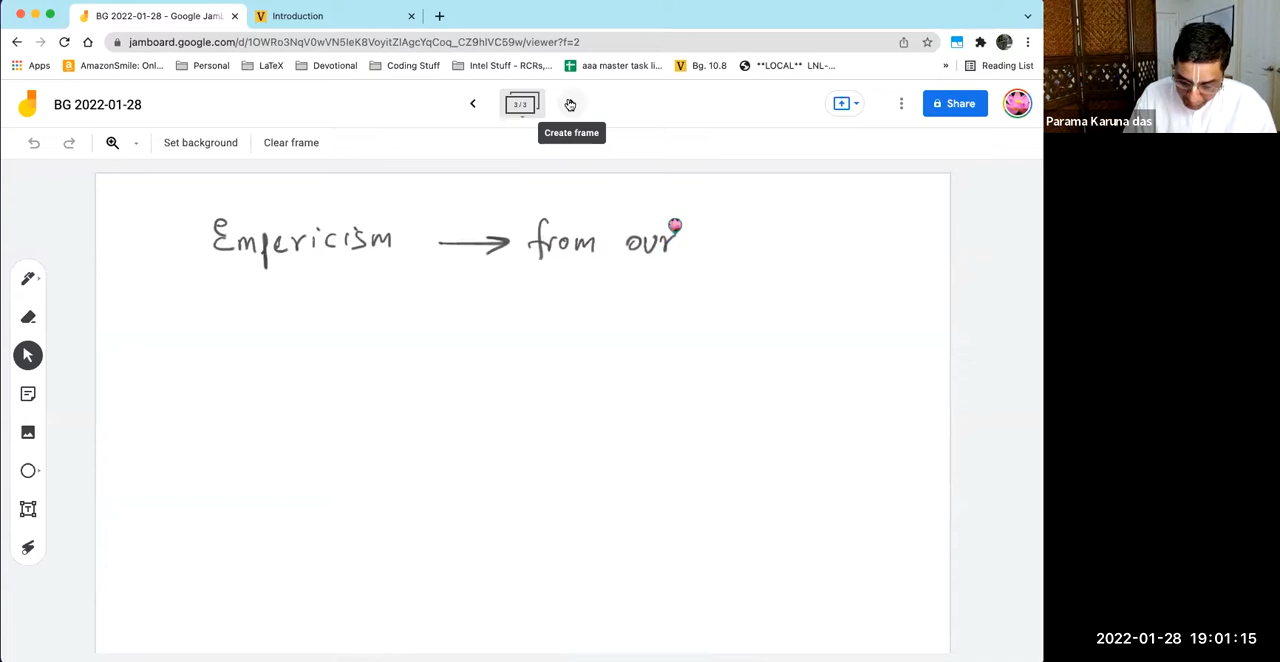 BG 2022-01-28 - Google Jam
Introduction
jamboard.google.com/d/1OWRo3NqV0wVN5IeK8VoyitZIAgcYqCoq_CZ9hIVC59w/viewer?f=2
Apps AmazonSmile: Onl... Personal LaTeX Devotional Coding Stuff Intel Stuff - RCRs,... aaa master task li... Bg. 10.8 **LOCAL** LNL-... » Reading List
BG 2022-01-28
3 / 3
Share
Create frame
Set background Clear frame
Empericism → from our
Parama Karuna das
2022-01-28 19:01:15